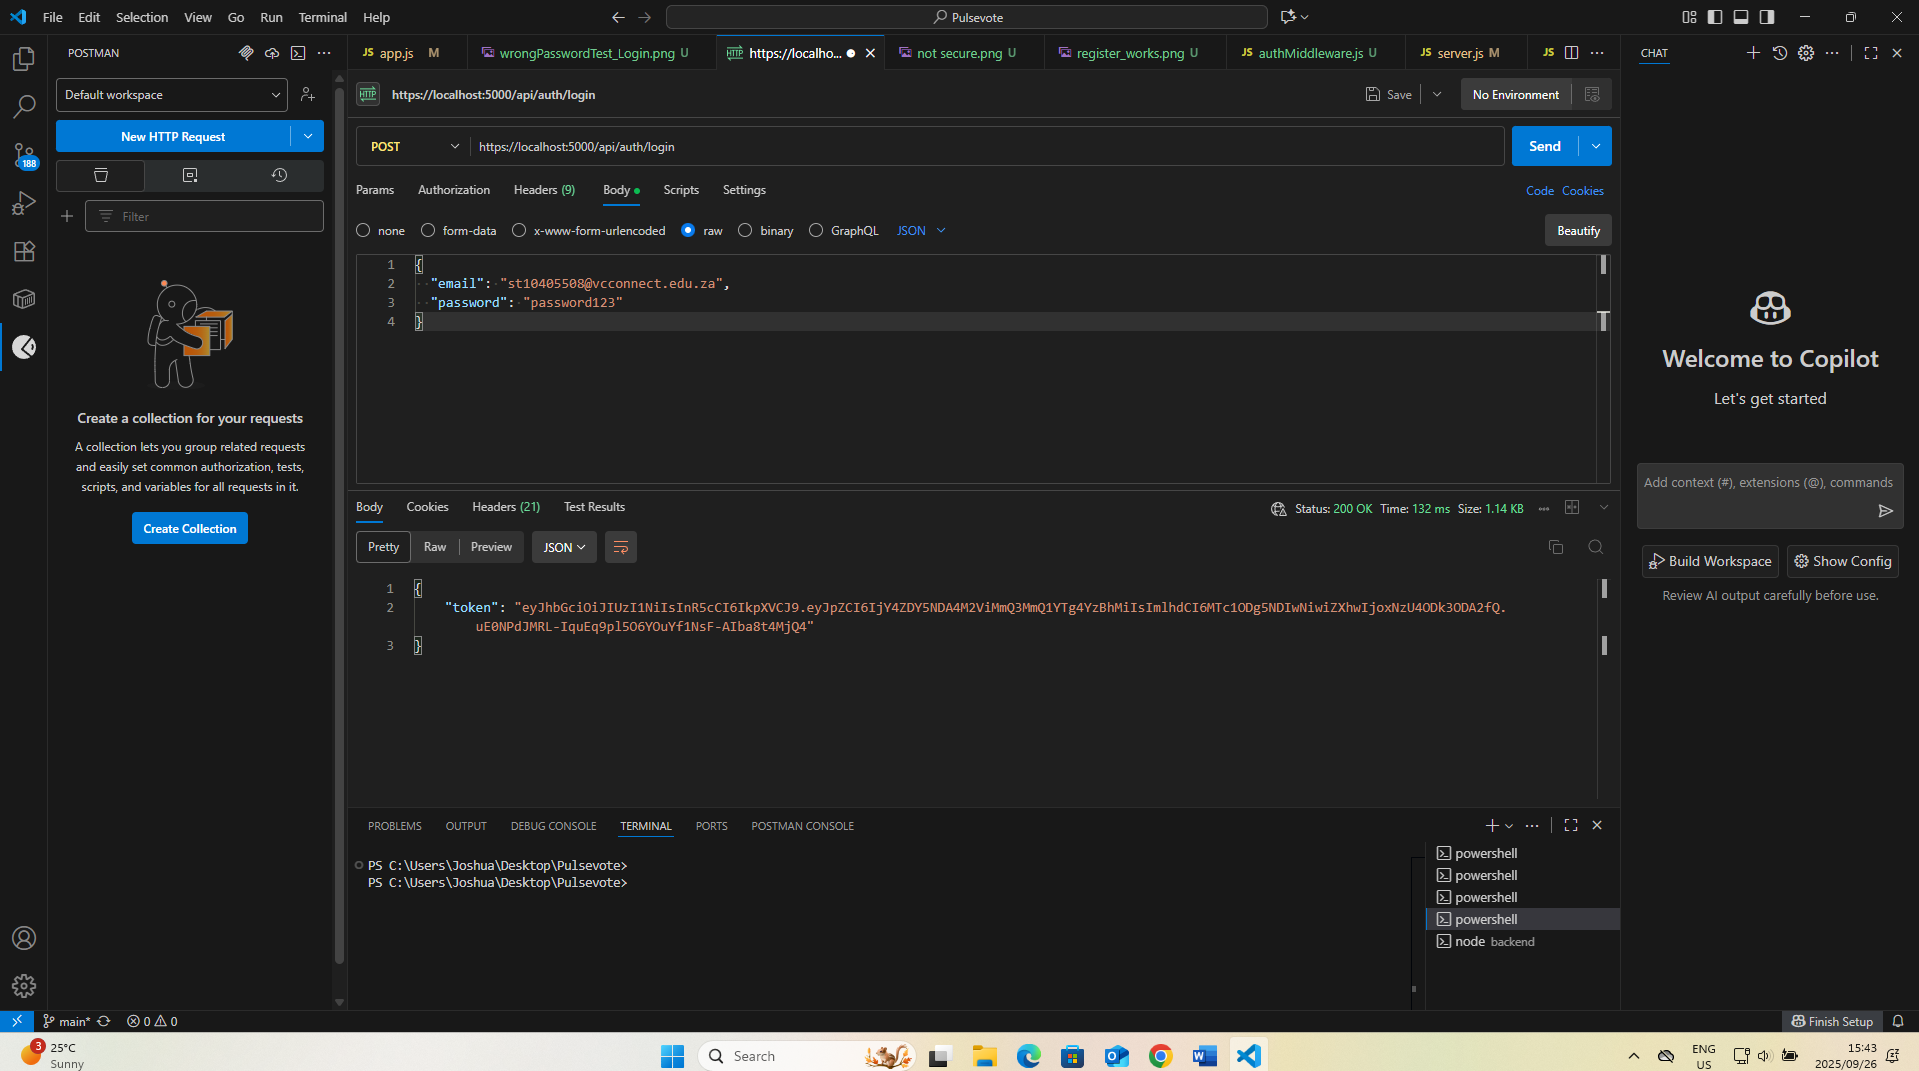 File Edit Selection View Go Run Terminal Help
Pulsevote
POSTMAN
JS app.js M
wrongPasswordTest_Login.png U
https://localho...
not secure.png U
register_works.png U
JS authMiddleware.js U
JS server.js M
JS
CHAT
Default workspace
HTTP https://localhost:5000/api/auth/login
Save
No Environment
New HTTP Request
POST https://localhost:5000/api/auth/login
Send
188
Params Authorization Headers (9) Body Scripts Settings
Code Cookies
Filter
none form-data x-www-form-urlencoded raw binary GraphQL JSON
Beautify
1 {
2 "email": "st10405508@vcconnect.edu.za",
3 "password": "password123"
4 }
Create a collection for your requests
A collection lets you group related requests
and easily set common authorization, tests,
scripts, and variables for all requests in it.
Create Collection
Welcome to Copilot
Let's get started
Add context (#), extensions (@), commands
Build Workspace
Show Config
Review AI output carefully before use.
Body Cookies Headers (21) Test Results
Status: 200 OK Time: 132 ms Size: 1.14 KB
Pretty Raw Preview JSON
1 {
2 "token": "eyJhbGciOiJIUzI1NiIsInR5cCI6IkpXVCJ9.eyJpZCI6IjY4ZDY5NDA4M2ViMmQ3MmQ1YTg4YzBhMiIsImlhdCI6MTc1ODg5NDIwNiwiZXhwIjoxNzU4ODk3ODA2fQ.
uE0NPdJMRL-IquEq9pl5O6YOuYf1NsF-AIba8t4MjQ4"
3 }
PROBLEMS OUTPUT DEBUG CONSOLE TERMINAL PORTS POSTMAN CONSOLE
PS C:\Users\Joshua\Desktop\Pulsevote>
PS C:\Users\Joshua\Desktop\Pulsevote>
powershell
powershell
powershell
powershell
node backend
main* 0 0
Finish Setup
3
25°C
Sunny
Search
ENG
US
15:43
2025/09/26